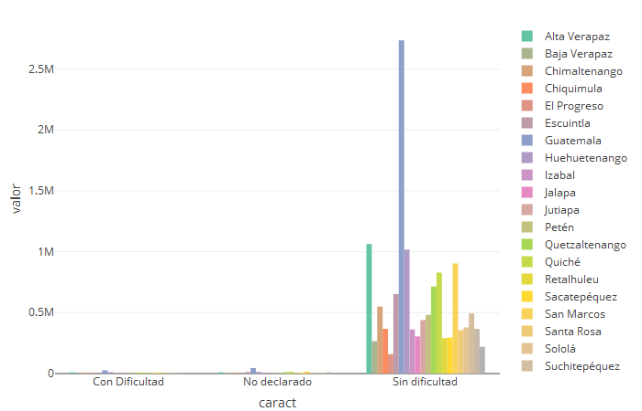 2.5M
2M
1.5M
1M
0.5M
0
valor
Con Dificultad
No declarado
Sin dificultad
caract
Alta Verapaz
Baja Verapaz
Chimaltenango
Chiquimula
El Progreso
Escuintla
Guatemala
Huehuetenango
Izabal
Jalapa
Jutiapa
Petén
Quetzaltenango
Quiché
Retalhuleu
Sacatepéquez
San Marcos
Santa Rosa
Sololá
Suchitepéquez